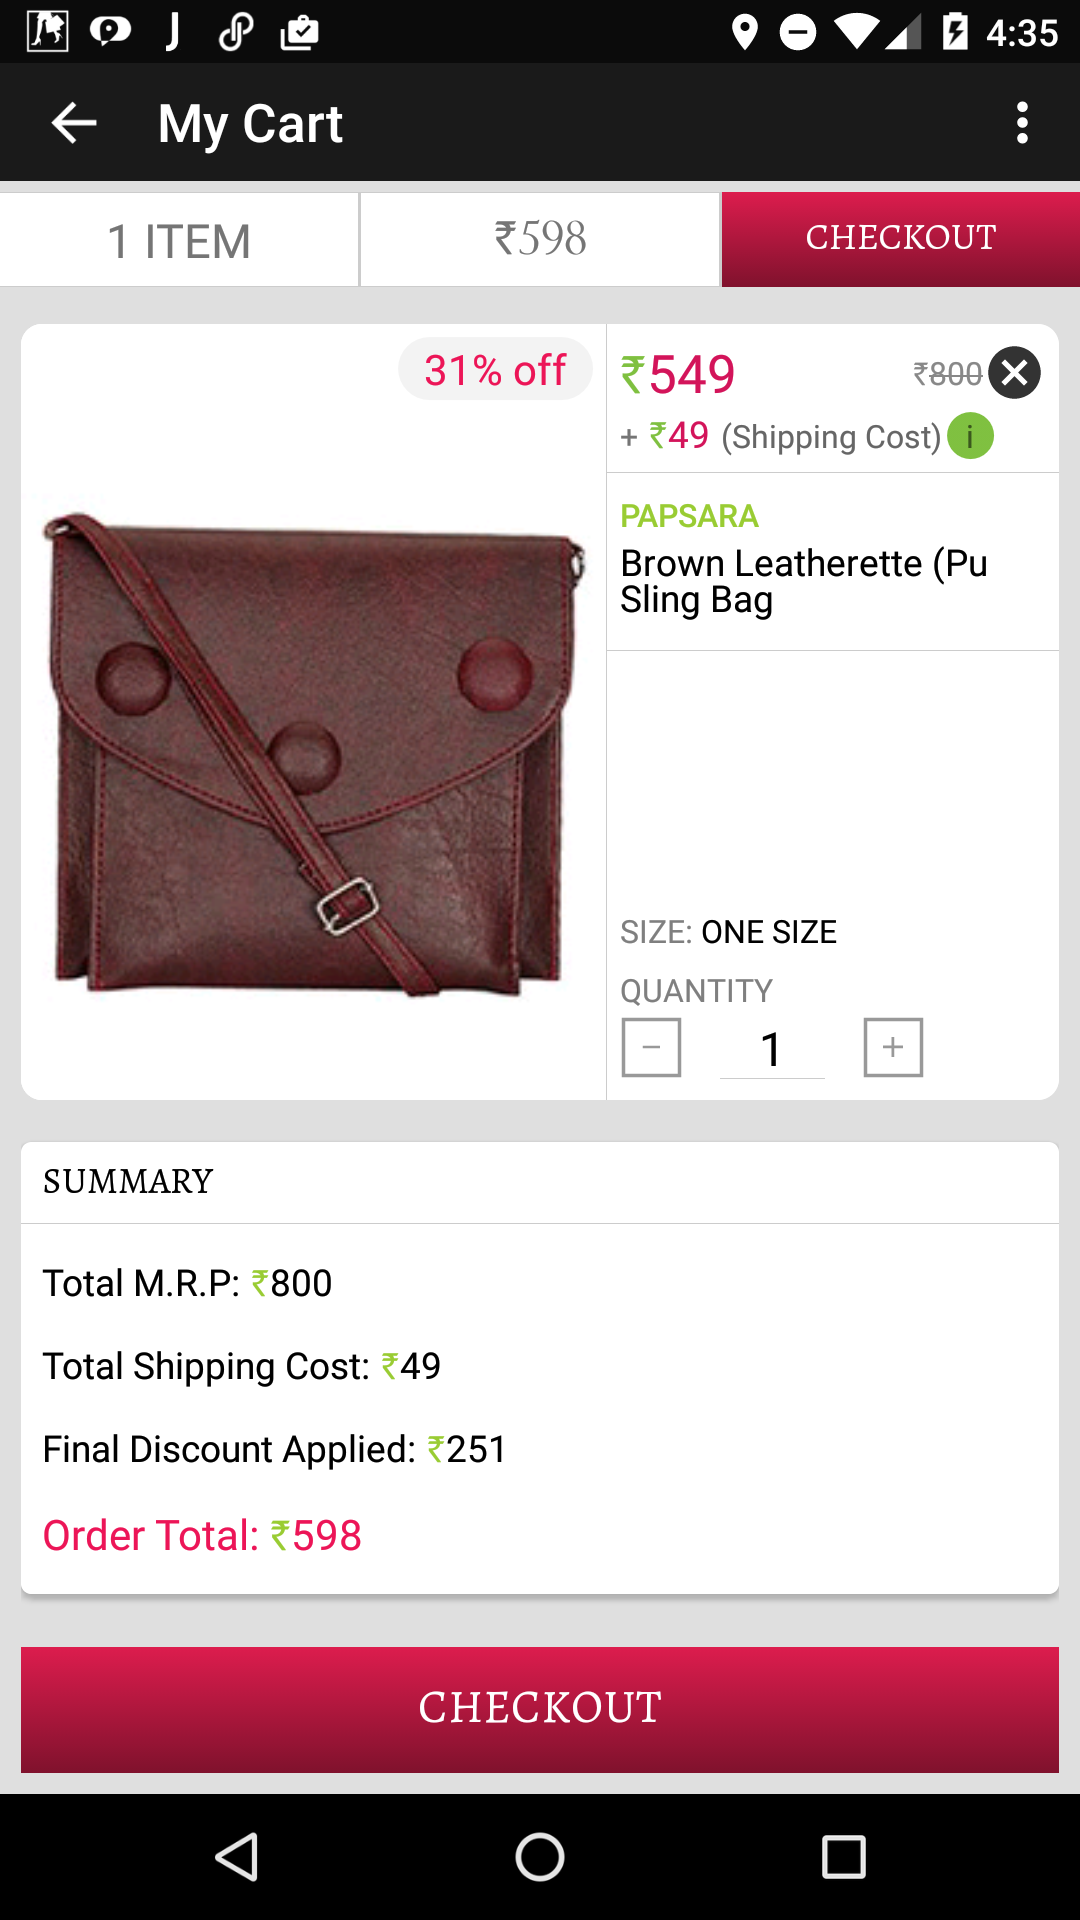 4:35
My Cart
1 ITEM
₹598
CHECKOUT
31% off
₹549
₹800
+ ₹49 (Shipping Cost) i
PAPSARA
Brown Leatherette (Pu
Sling Bag
SIZE: ONE SIZE
QUANTITY
− 1 +
SUMMARY
Total M.R.P: ₹800
Total Shipping Cost: ₹49
Final Discount Applied: ₹251
Order Total: ₹598
CHECKOUT